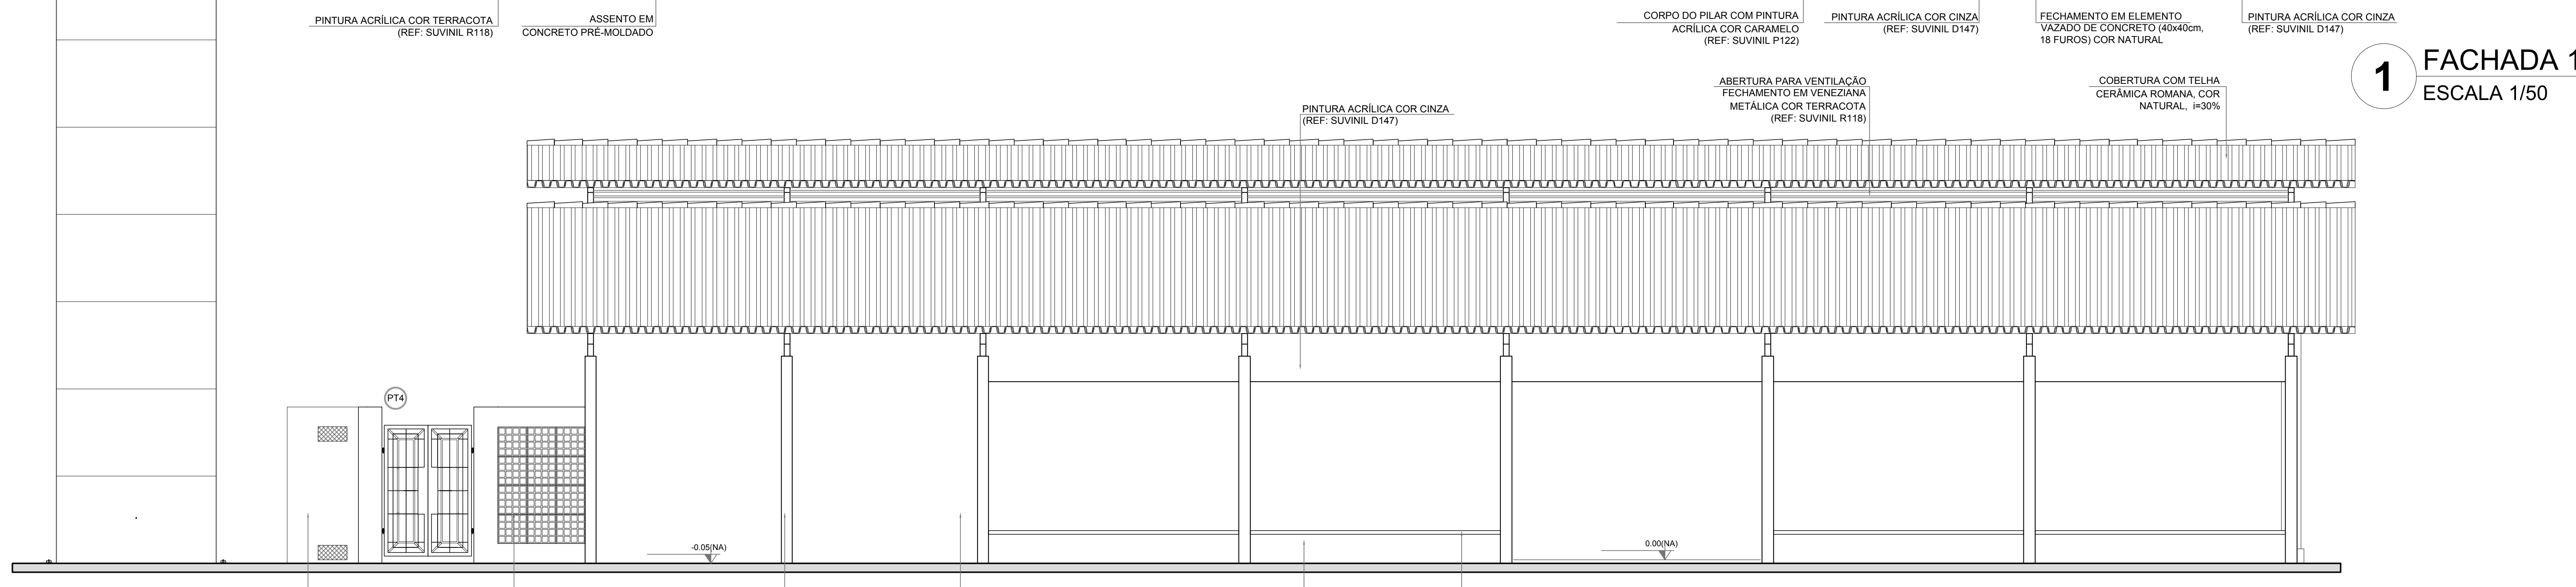 PINTURA ACRÍLICA COR TERRACOTA
(REF: SUVINIL R118)
ASSENTO EM
CONCRETO PRÉ-MOLDADO
CORPO DO PILAR COM PINTURA
ACRÍLICA COR CARAMELO
(REF: SUVINIL P122)
PINTURA ACRÍLICA COR CINZA
(REF: SUVINIL D147)
FECHAMENTO EM ELEMENTO
VAZADO DE CONCRETO (40x40cm,
18 FUROS) COR NATURAL
PINTURA ACRÍLICA COR CINZA
(REF: SUVINIL D147)
1
FACHADA 1
ESCALA 1/50
PINTURA ACRÍLICA COR CINZA
(REF: SUVINIL D147)
ABERTURA PARA VENTILAÇÃO
FECHAMENTO EM VENEZIANA
METÁLICA COR TERRACOTA
(REF: SUVINIL R118)
COBERTURA COM TELHA
CERÂMICA ROMANA, COR
NATURAL, i=30%
PT4
-0.05(NA)
0.00(NA)